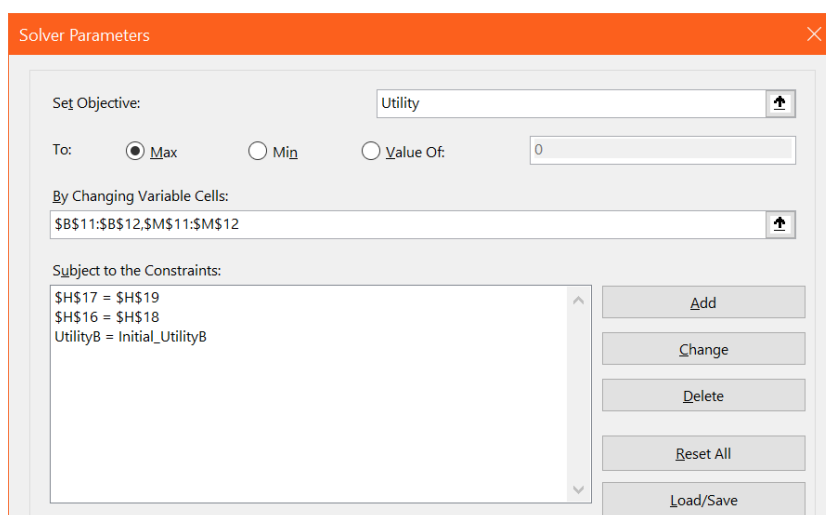 Solver Parameters
Set Objective:
Utility
To:
Max
Min
Value Of:
0
By Changing Variable Cells:
$B$11:$B$12,$M$11:$M$12
Subject to the Constraints:
$H$17 = $H$19
$H$16 = $H$18
UtilityB = Initial_UtilityB
Add
Change
Delete
Reset All
Load/Save